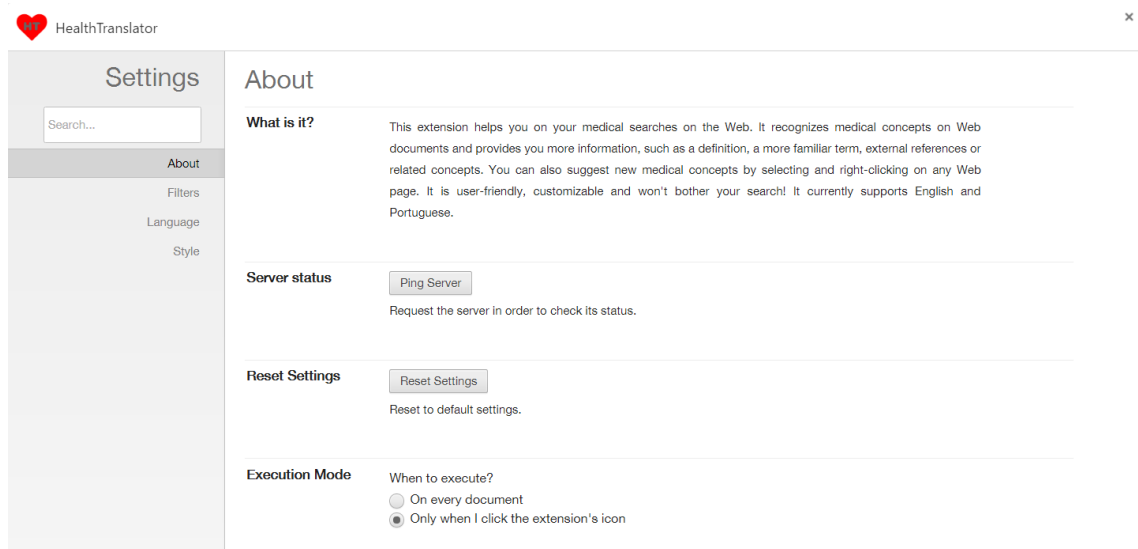 HT HealthTranslator
×
Settings
Search...
About
Filters
Language
Style
About
What is it?
This extension helps you on your medical searches on the Web. It recognizes medical concepts on Web
documents and provides you more information, such as a definition, a more familiar term, external references or
related concepts. You can also suggest new medical concepts by selecting and right-clicking on any Web
page. It is user-friendly, customizable and won't bother your search! It currently supports English and
Portuguese.
Server status
Ping Server
Request the server in order to check its status.
Reset Settings
Reset Settings
Reset to default settings.
Execution Mode
When to execute?
On every document
Only when I click the extension's icon